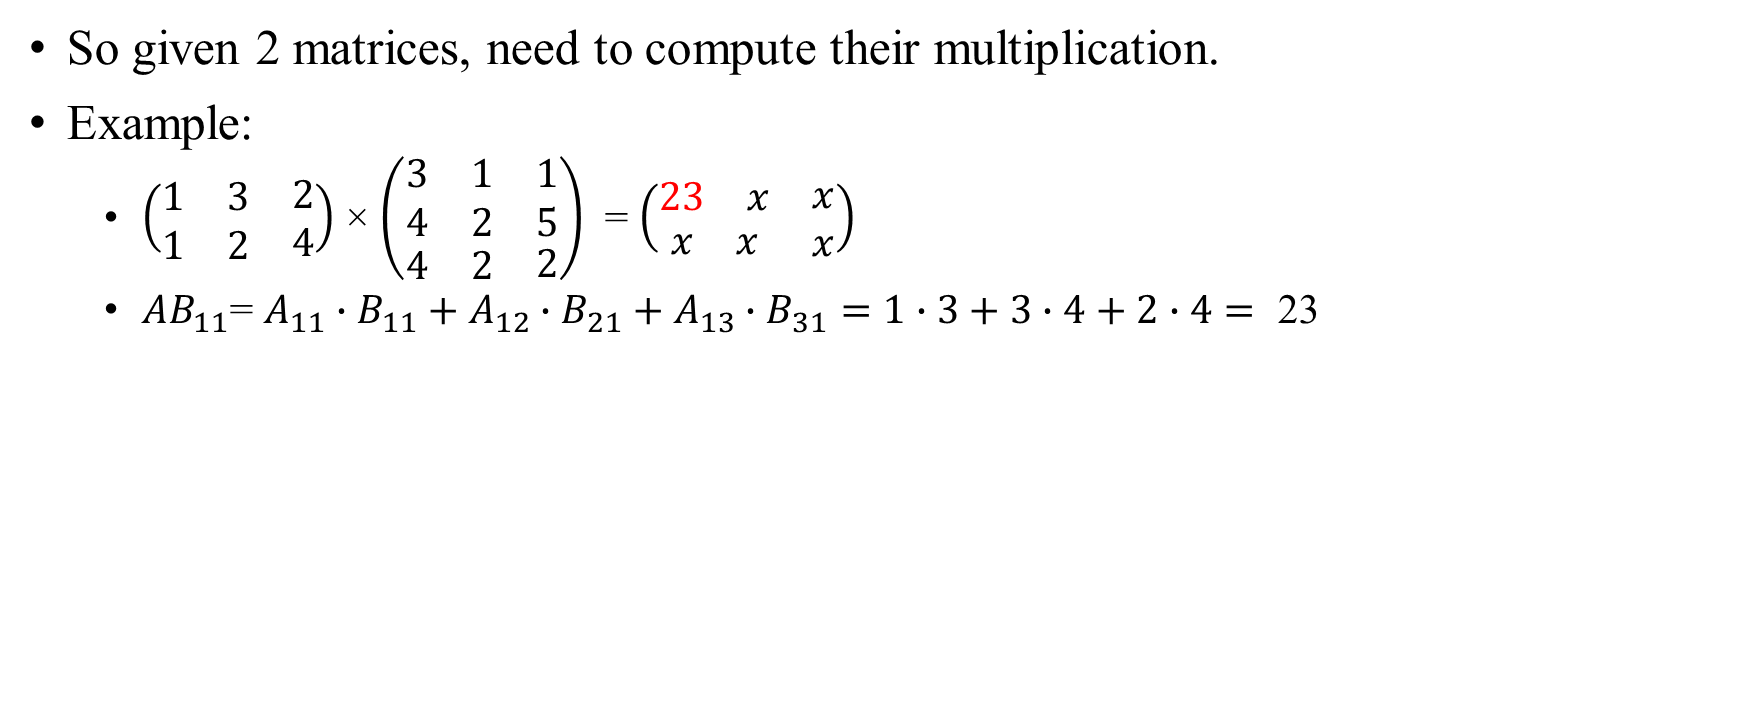 • So given 2 matrices, need to compute their multiplication.
• Example:
• (1 3 2; 1 2 4) × (3 1 1; 4 2 5; 4 2 2) = (23 x x; x x x)
• AB₁₁= A₁₁ · B₁₁ + A₁₂ · B₂₁ + A₁₃ · B₃₁ = 1 · 3 + 3 · 4 + 2 · 4 = 23